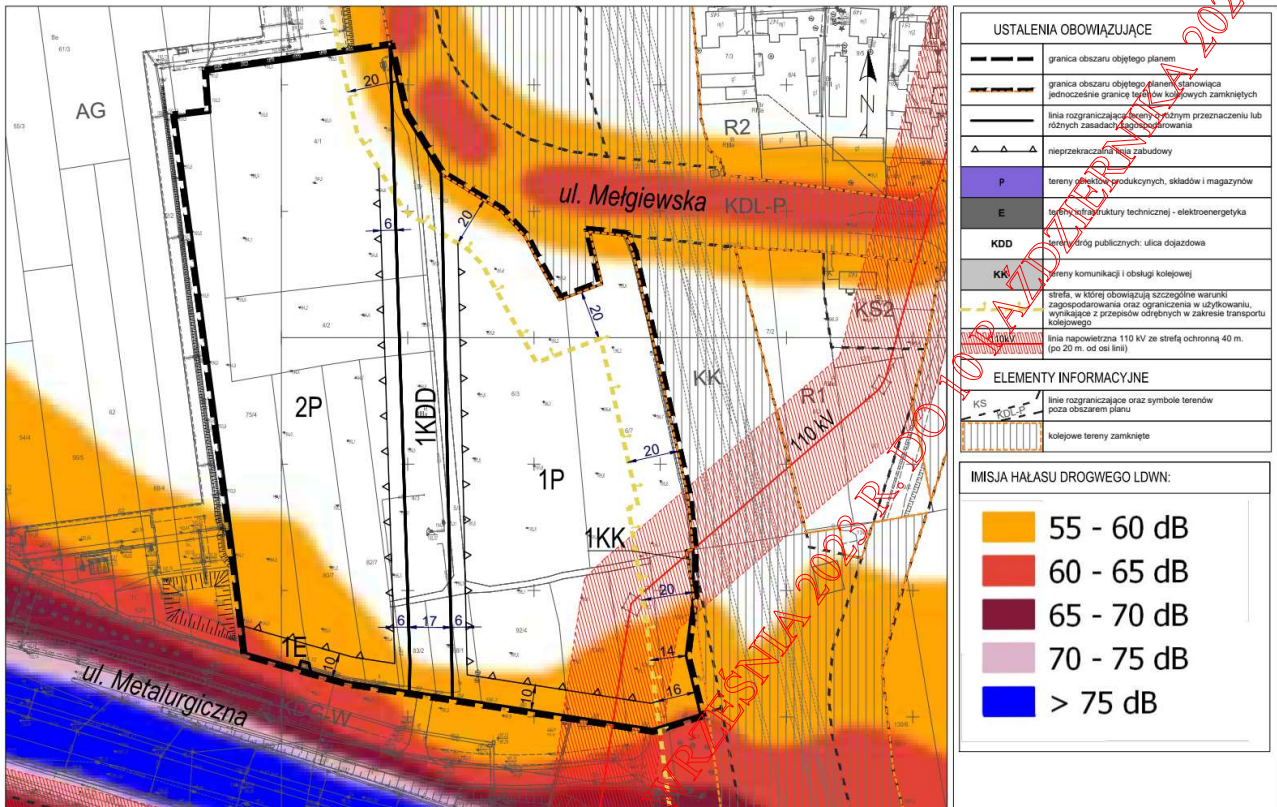 AG
20
R2
ul. Mełgiewska
KDL-P
20
6
20
KS2
2P
1KDD
KK
R1
110 kV
1P
20
1KK
20
6
17
6
1E
10
10
14
16
ul. Metalurgiczna
KDG-W
N
USTALENIA OBOWIĄZUJĄCE
granica obszaru objętego planem
granica obszaru objętego planem stanowiąca
jednocześnie granicę terenów kolejowych zamkniętych
linia rozgraniczająca tereny o różnym przeznaczeniu lub
różnych zasadach zagospodarowania
nieprzekraczalna linia zabudowy
P
tereny obiektów produkcynych, składów i magazynów
E
tereny infrastruktury technicznej - elektroenergetyka
KDD
tereny dróg publicznych: ulica dojazdowa
KK
tereny komunikacji i obsługi kolejowej
strefa, w której obowiązują szczególne warunki
zagospodarowania oraz ograniczenia w użytkowaniu,
wynikające z przepisów odrębnych w zakresie transportu
kolejowego
110kV
linia napowietrzna 110 kV ze strefą ochronną 40 m.
(po 20 m. od osi linii)
ELEMENTY INFORMACYJNE
KS
KDL-P
linie rozgraniczające oraz symbole terenów
poza obszarem planu
kolejowe tereny zamknięte
IMISJA HAŁASU DROGWEGO LDWN:
55 - 60 dB
60 - 65 dB
65 - 70 dB
70 - 75 dB
> 75 dB
WRZEŚNIA 2023 R. DO 10 PAŹDZIERNIKA 202